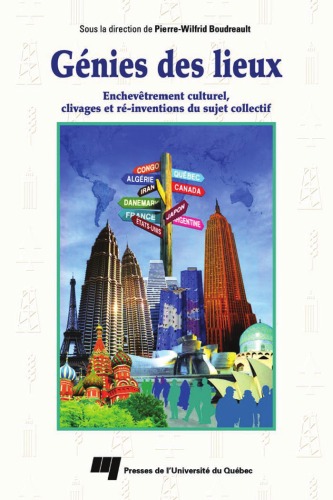 Sous la direction de Pierre-Wilfrid Boudreault
Génies des lieux
Enchevêtrement culturel,
clivages et ré-inventions du sujet collectif
CONGO
QUÉBEC
ALGÉRIE
IRAN
CANADA
DANEMARK
JAPON
FRANCE
ARGENTINE
ETATS-UNIS
Presses de l'Université du Québec